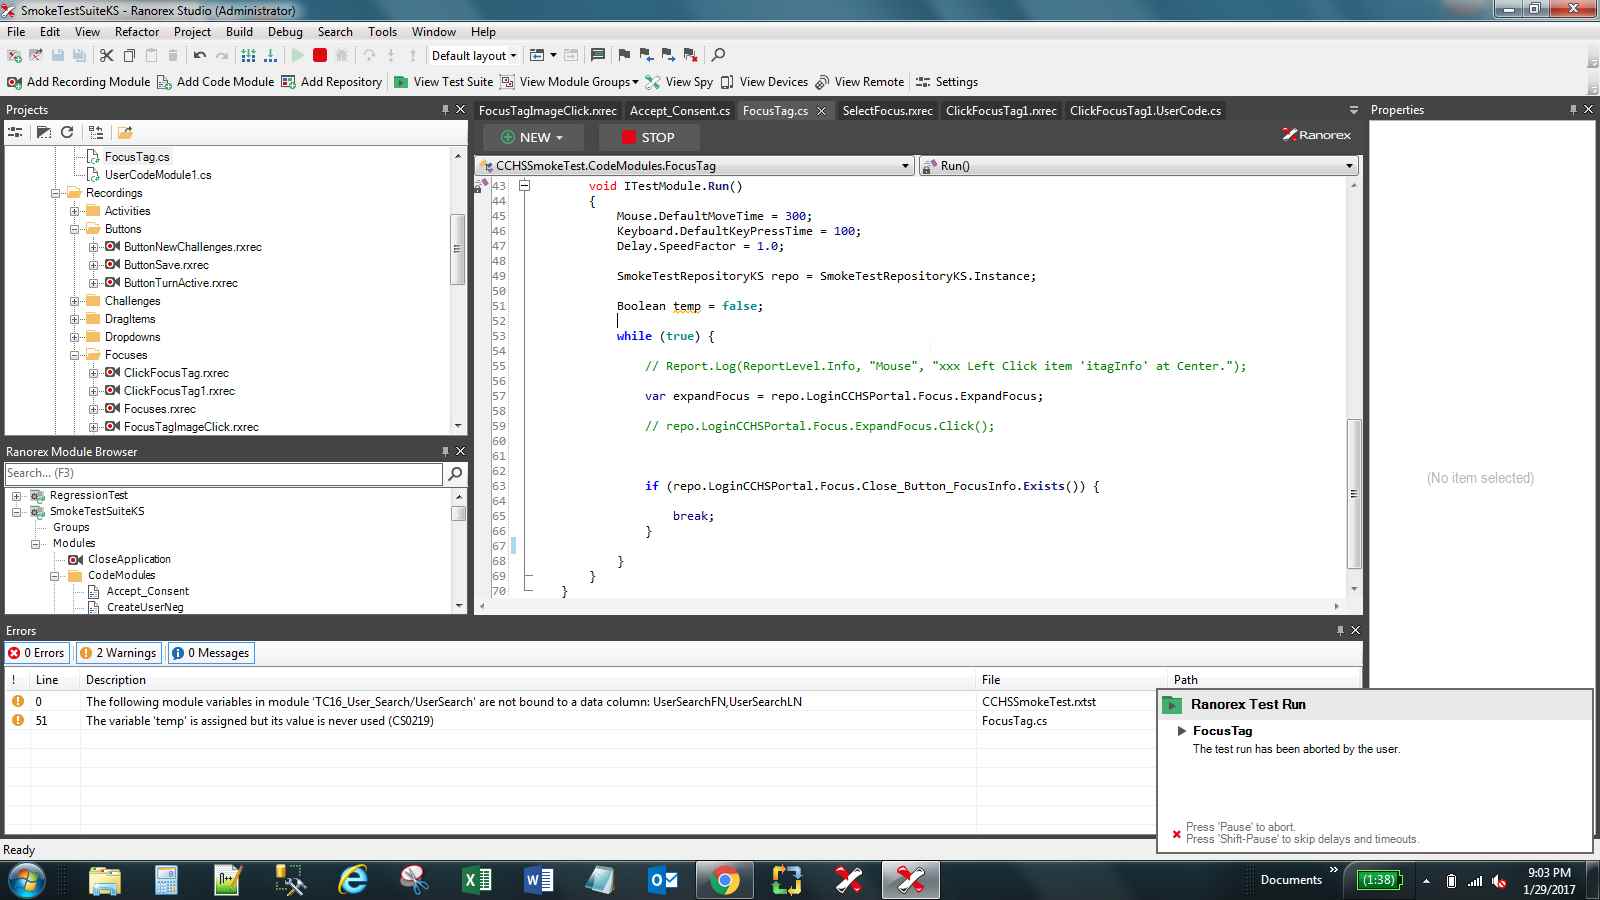 SmokeTestSuiteKS - Ranorex Studio (Administrator)
File Edit View Refactor Project Build Debug Search Tools Window Help
Default layout
Add Recording Module Add Code Module Add Repository View Test Suite View Module Groups View Spy View Devices View Remote Settings
Projects
FocusTag.cs
UserCodeModule1.cs
Recordings
Activities
Buttons
ButtonNewChallenges.rxrec
ButtonSave.rxrec
ButtonTurnActive.rxrec
Challenges
DragItems
Dropdowns
Focuses
ClickFocusTag.rxrec
ClickFocusTag1.rxrec
Focuses.rxrec
FocusTagImageClick.rxrec
Ranorex Module Browser
Search... (F3)
RegressionTest
SmokeTestSuiteKS
Groups
Modules
CloseApplication
CodeModules
Accept_Consent
CreateUserNeg
FocusTagImageClick.rxrec Accept_Consent.cs FocusTag.cs SelectFocus.rxrec ClickFocusTag1.rxrec ClickFocusTag1.UserCode.cs
NEW STOP Ranorex
CCHSSmokeTest.CodeModules.FocusTag Run()
43 void ITestModule.Run()
44 {
45 Mouse.DefaultMoveTime = 300;
46 Keyboard.DefaultKeyPressTime = 100;
47 Delay.SpeedFactor = 1.0;
48
49 SmokeTestRepositoryKS repo = SmokeTestRepositoryKS.Instance;
50
51 Boolean temp = false;
52
53 while (true) {
54
55 // Report.Log(ReportLevel.Info, "Mouse", "xxx Left Click item 'itagInfo' at Center.");
56
57 var expandFocus = repo.LoginCCHSPortal.Focus.ExpandFocus;
58
59 // repo.LoginCCHSPortal.Focus.ExpandFocus.Click();
60
61
62
63 if (repo.LoginCCHSPortal.Focus.Close_Button_FocusInfo.Exists()) {
64
65 break;
66 }
67
68 }
69 }
70 }
Properties
(No item selected)
Errors
0 Errors 2 Warnings 0 Messages
! Line Description File Path
0 The following module variables in module 'TC16_User_Search/UserSearch' are not bound to a data column: UserSearchFN,UserSearchLN CCHSSmokeTest.rxtst
51 The variable 'temp' is assigned but its value is never used (CS0219) FocusTag.cs
Ranorex Test Run
FocusTag
The test run has been aborted by the user.
Press 'Pause' to abort.
Press 'Shift-Pause' to skip delays and timeouts.
Ready
Documents
(1:38)
9:03 PM
1/29/2017